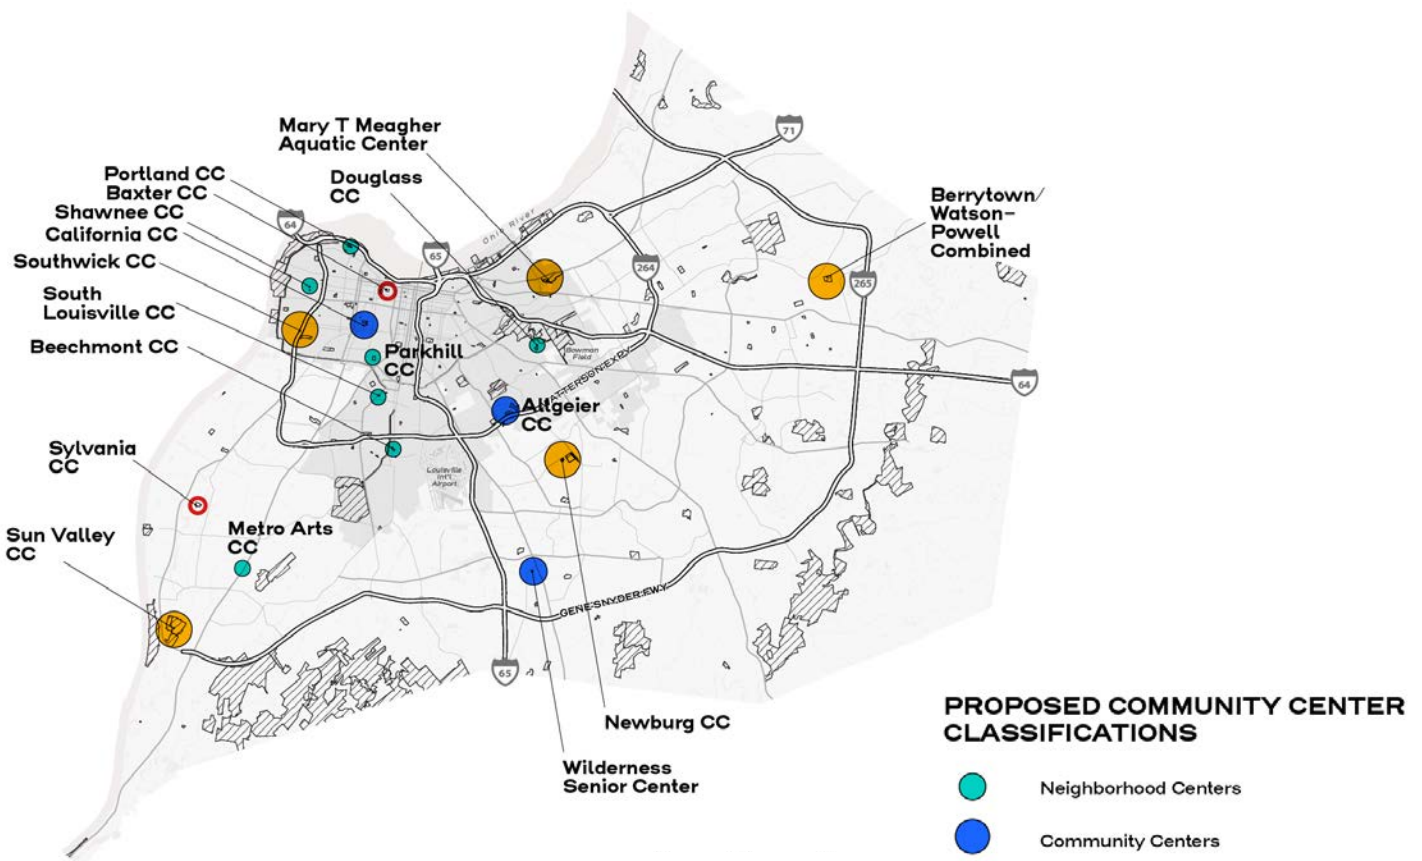 71
Mary T Meagher
Aquatic Center
Portland CC
Baxter CC
Douglass
CC
Shawnee CC
California CC
64
Ohio River
Berrytown/
Watson–
Powell
Combined
Southwick CC
65
264
265
South
Louisville CC
Beechmont CC
Parkhill
CC
Bowman
Field
64
WATTERSON EXPY
Altgeier
CC
Sylvania
CC
Louisville
Int'l
Airport
Sun Valley
CC
Metro Arts
CC
GENE SNYDER FWY
65
Newburg CC
Wilderness
Senior Center
PROPOSED COMMUNITY CENTER
CLASSIFICATIONS
Neighborhood Centers
Community Centers